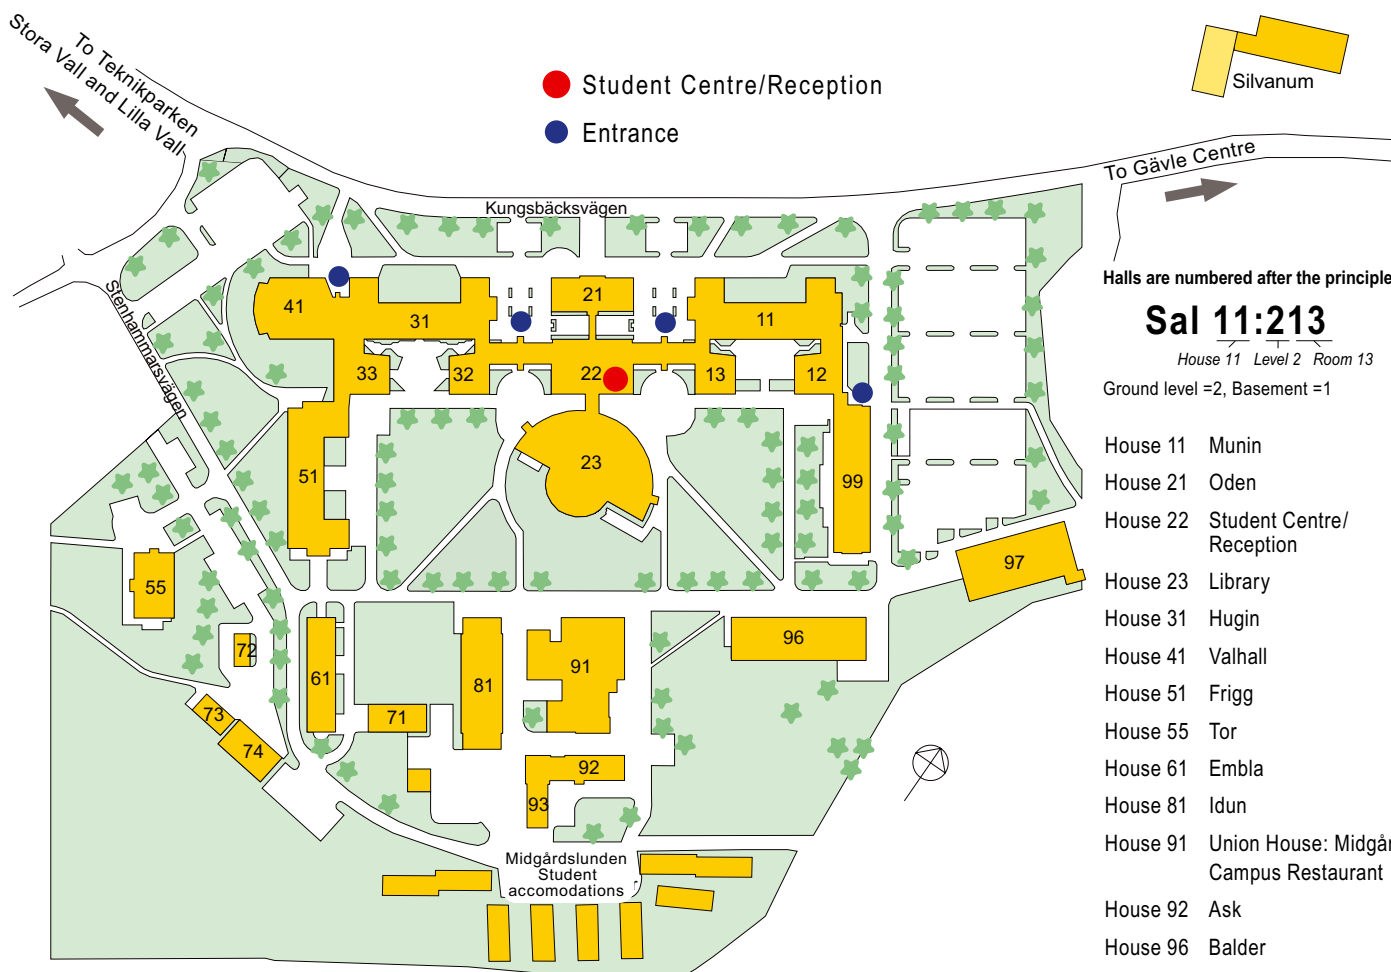 To Teknikparken
Stora Vall and Lilla Vall
Student Centre/Reception
Entrance
Silvanum
To Gävle Centre
Kungsbäcksvägen
Stenhammarsvägen
Halls are numbered after the principle
Sal 11:213
House 11 Level 2 Room 13
Ground level =2, Basement =1
41
31
21
11
33
32
22
13
12
51
23
99
55
97
72
61
81
91
96
73
74
71
92
93
Midgårdslunden
Student
accomodations
House 11 Munin
House 21 Oden
House 22 Student Centre/
Reception
House 23 Library
House 31 Hugin
House 41 Valhall
House 51 Frigg
House 55 Tor
House 61 Embla
House 81 Idun
House 91 Union House: Midgår
Campus Restaurant
House 92 Ask
House 96 Balder